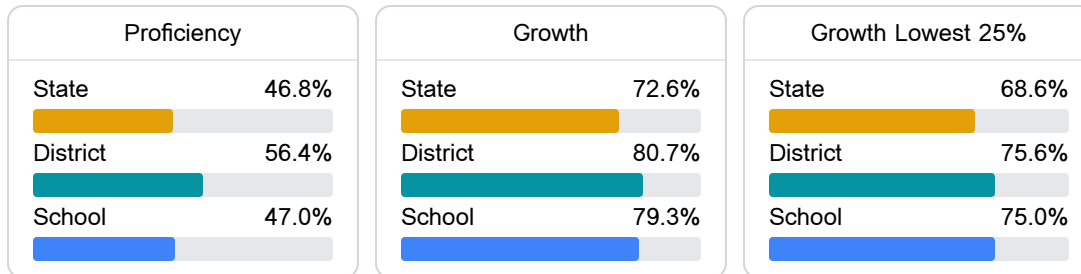 Proficiency
State 46.8%
District 56.4%
School 47.0%
Growth
State 72.6%
District 80.7%
School 79.3%
Growth Lowest 25%
State 68.6%
District 75.6%
School 75.0%